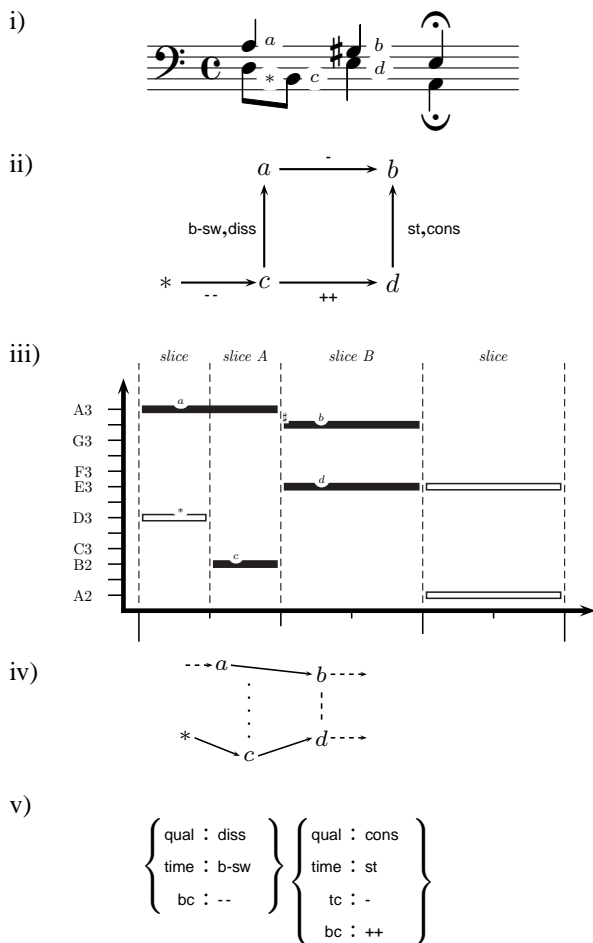 i)
a
b
* c d
ii)
a - b
b-sw,diss st,cons
* -- c ++ d
iii)
slice slice A slice B slice
A3 a
♯ b
G3
F3
E3 d
D3 *
C3
B2 c
A2
iv)
a b
* c d
v)
qual : diss
time : b-sw
bc : --
qual : cons
time : st
tc : -
bc : ++